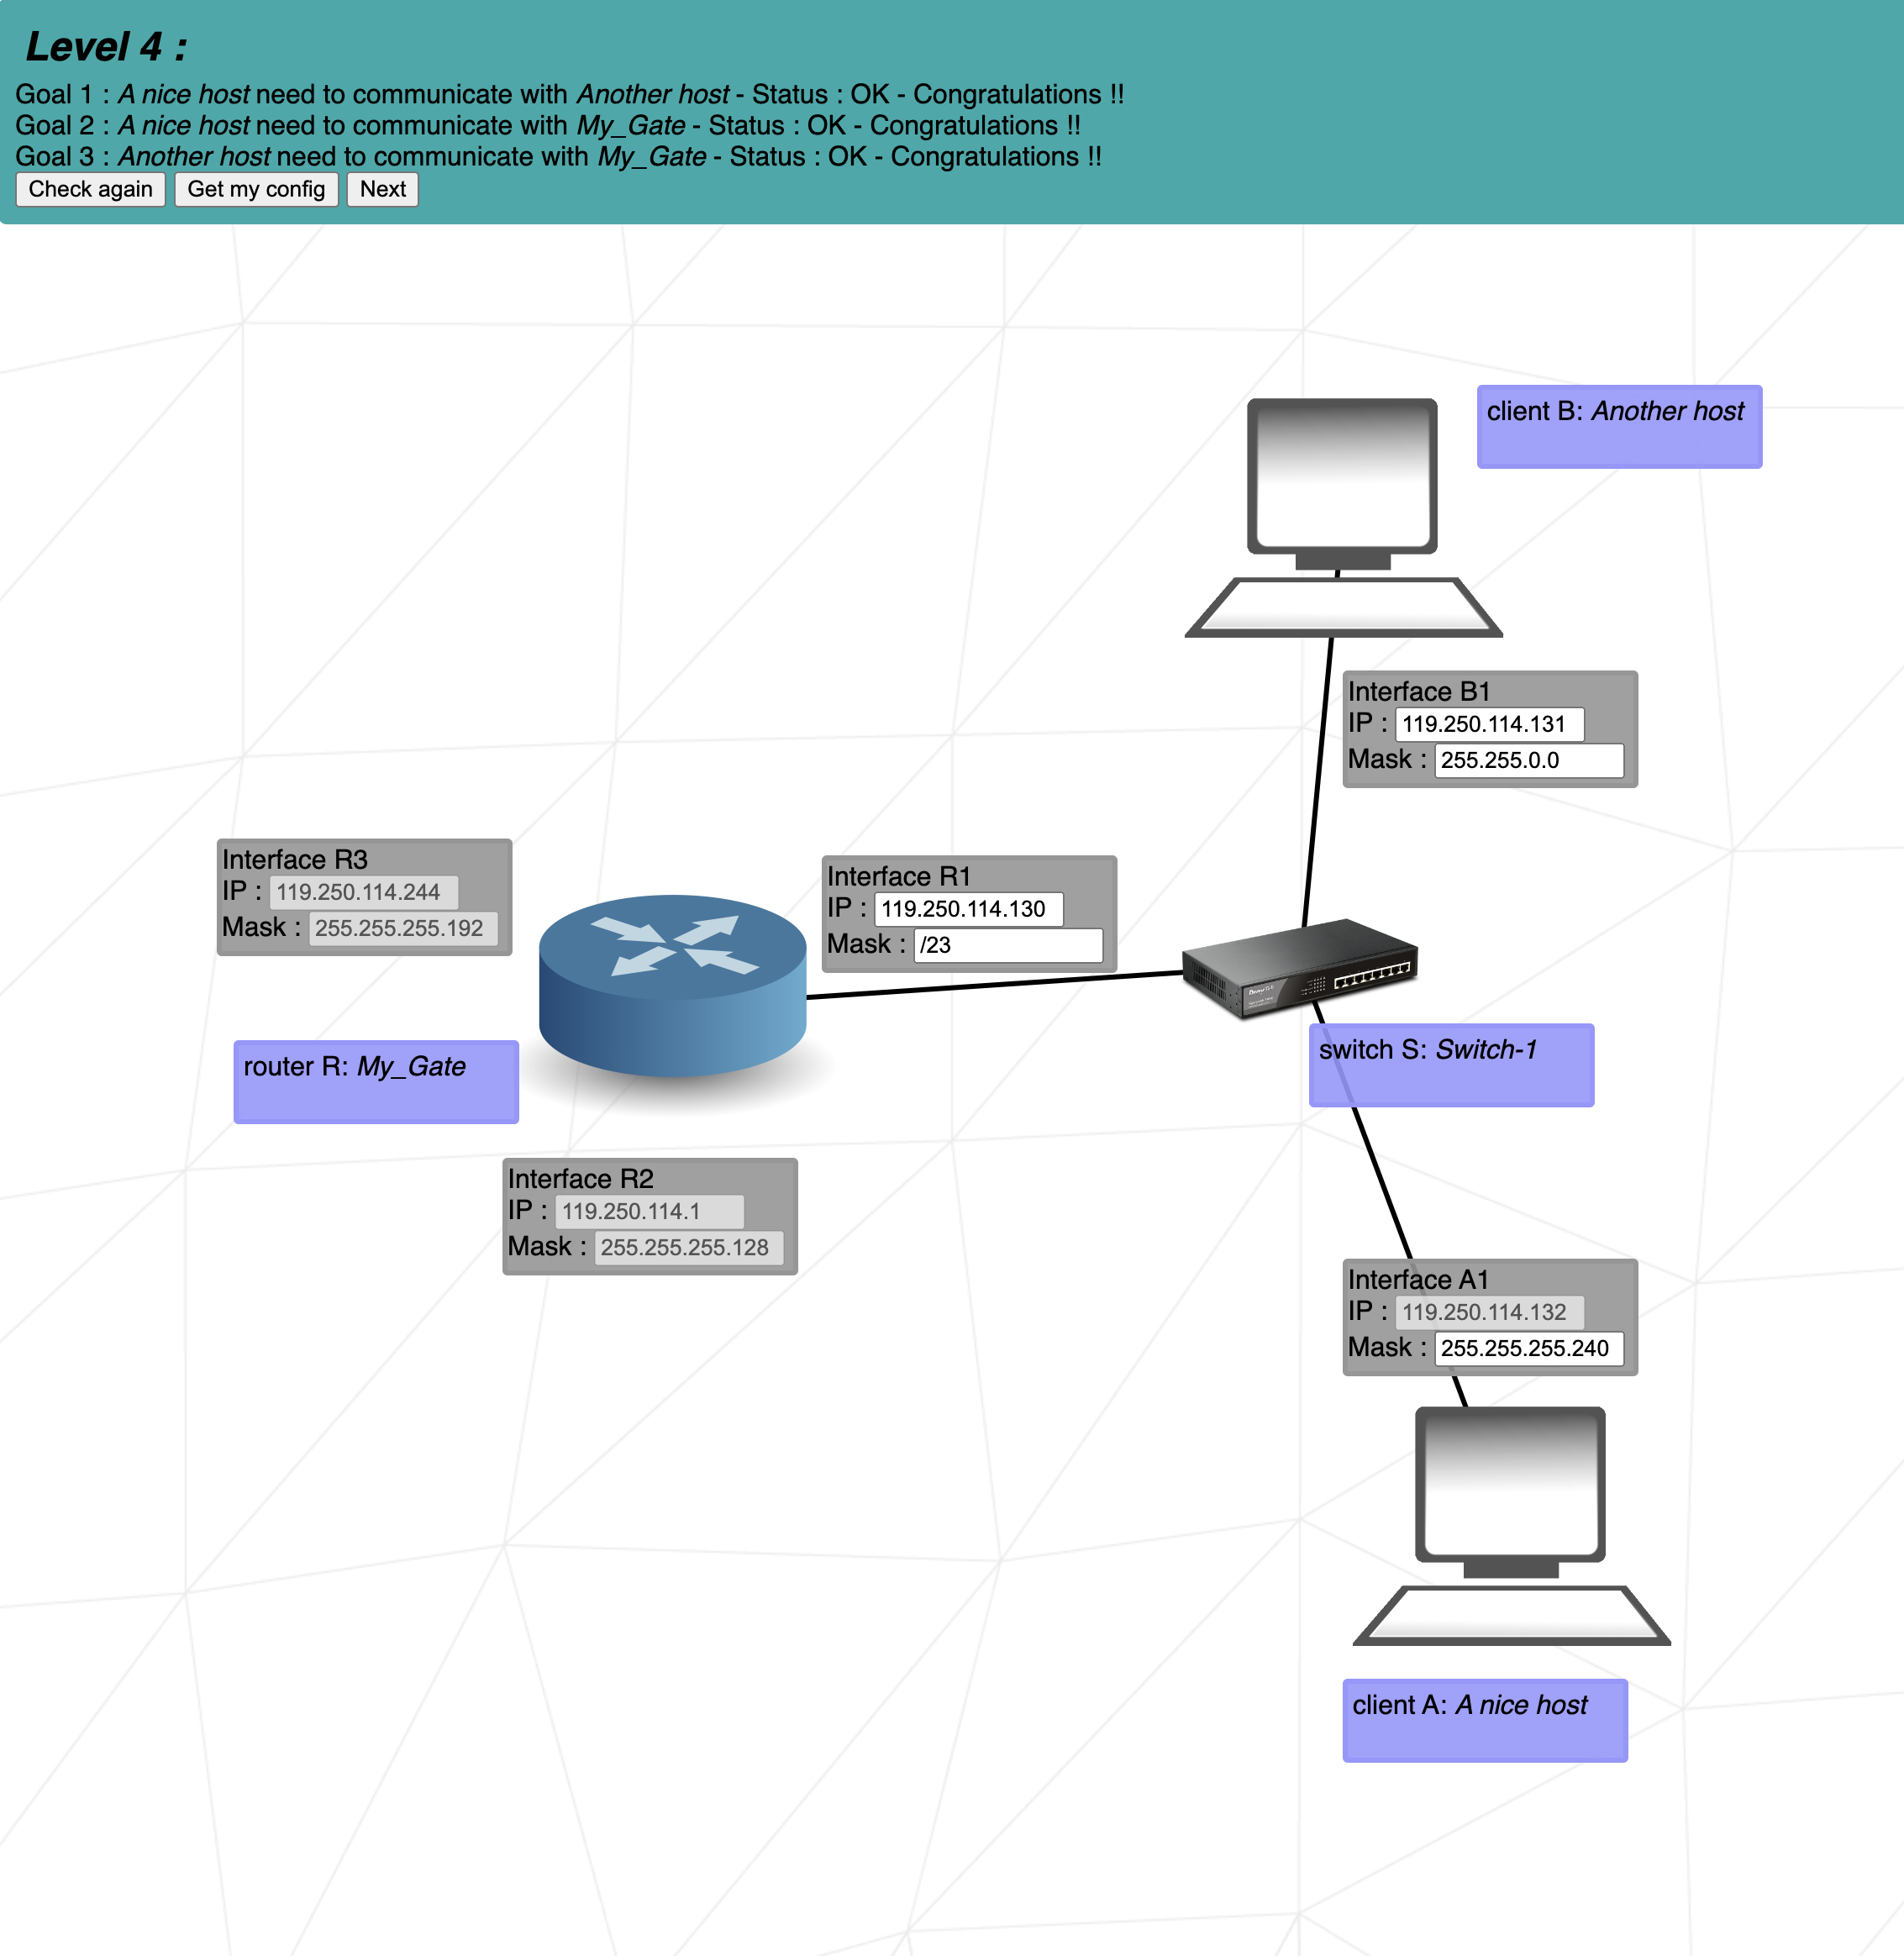 Level 4 :
Goal 1 : A nice host need to communicate with Another host - Status : OK - Congratulations !!
Goal 2 : A nice host need to communicate with My_Gate - Status : OK - Congratulations !!
Goal 3 : Another host need to communicate with My_Gate - Status : OK - Congratulations !!
Check again Get my config Next
client B: Another host
Interface B1
IP : 119.250.114.131
Mask : 255.255.0.0
Interface R3
IP : 119.250.114.244
Mask : 255.255.255.192
Interface R1
IP : 119.250.114.130
Mask : /23
router R: My_Gate
switch S: Switch-1
Interface R2
IP : 119.250.114.1
Mask : 255.255.255.128
Interface A1
IP : 119.250.114.132
Mask : 255.255.255.240
client A: A nice host